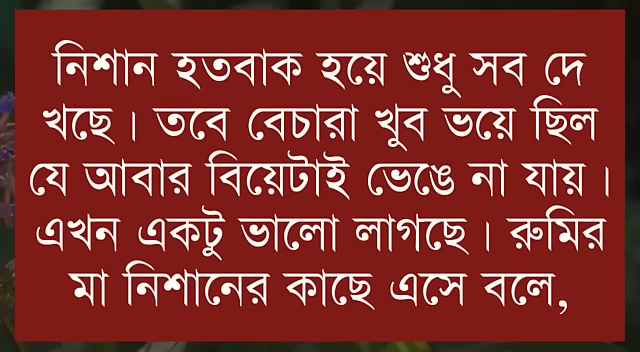 নিশান হতবাক হয়ে শুধু সব দে
খছে। তবে বেচারা খুব ভয়ে ছিল
যে আবার বিয়েটাই ভেঙে না যায়।
এখন একটু ভালো লাগছে। রুমির
মা নিশানের কাছে এসে বলে,